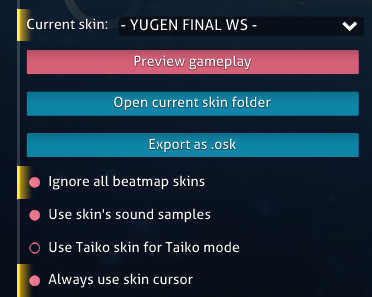 Current skin: - YUGEN FINAL WS -
Preview gameplay
Open current skin folder
Export as .osk
Ignore all beatmap skins
Use skin's sound samples
Use Taiko skin for Taiko mode
Always use skin cursor